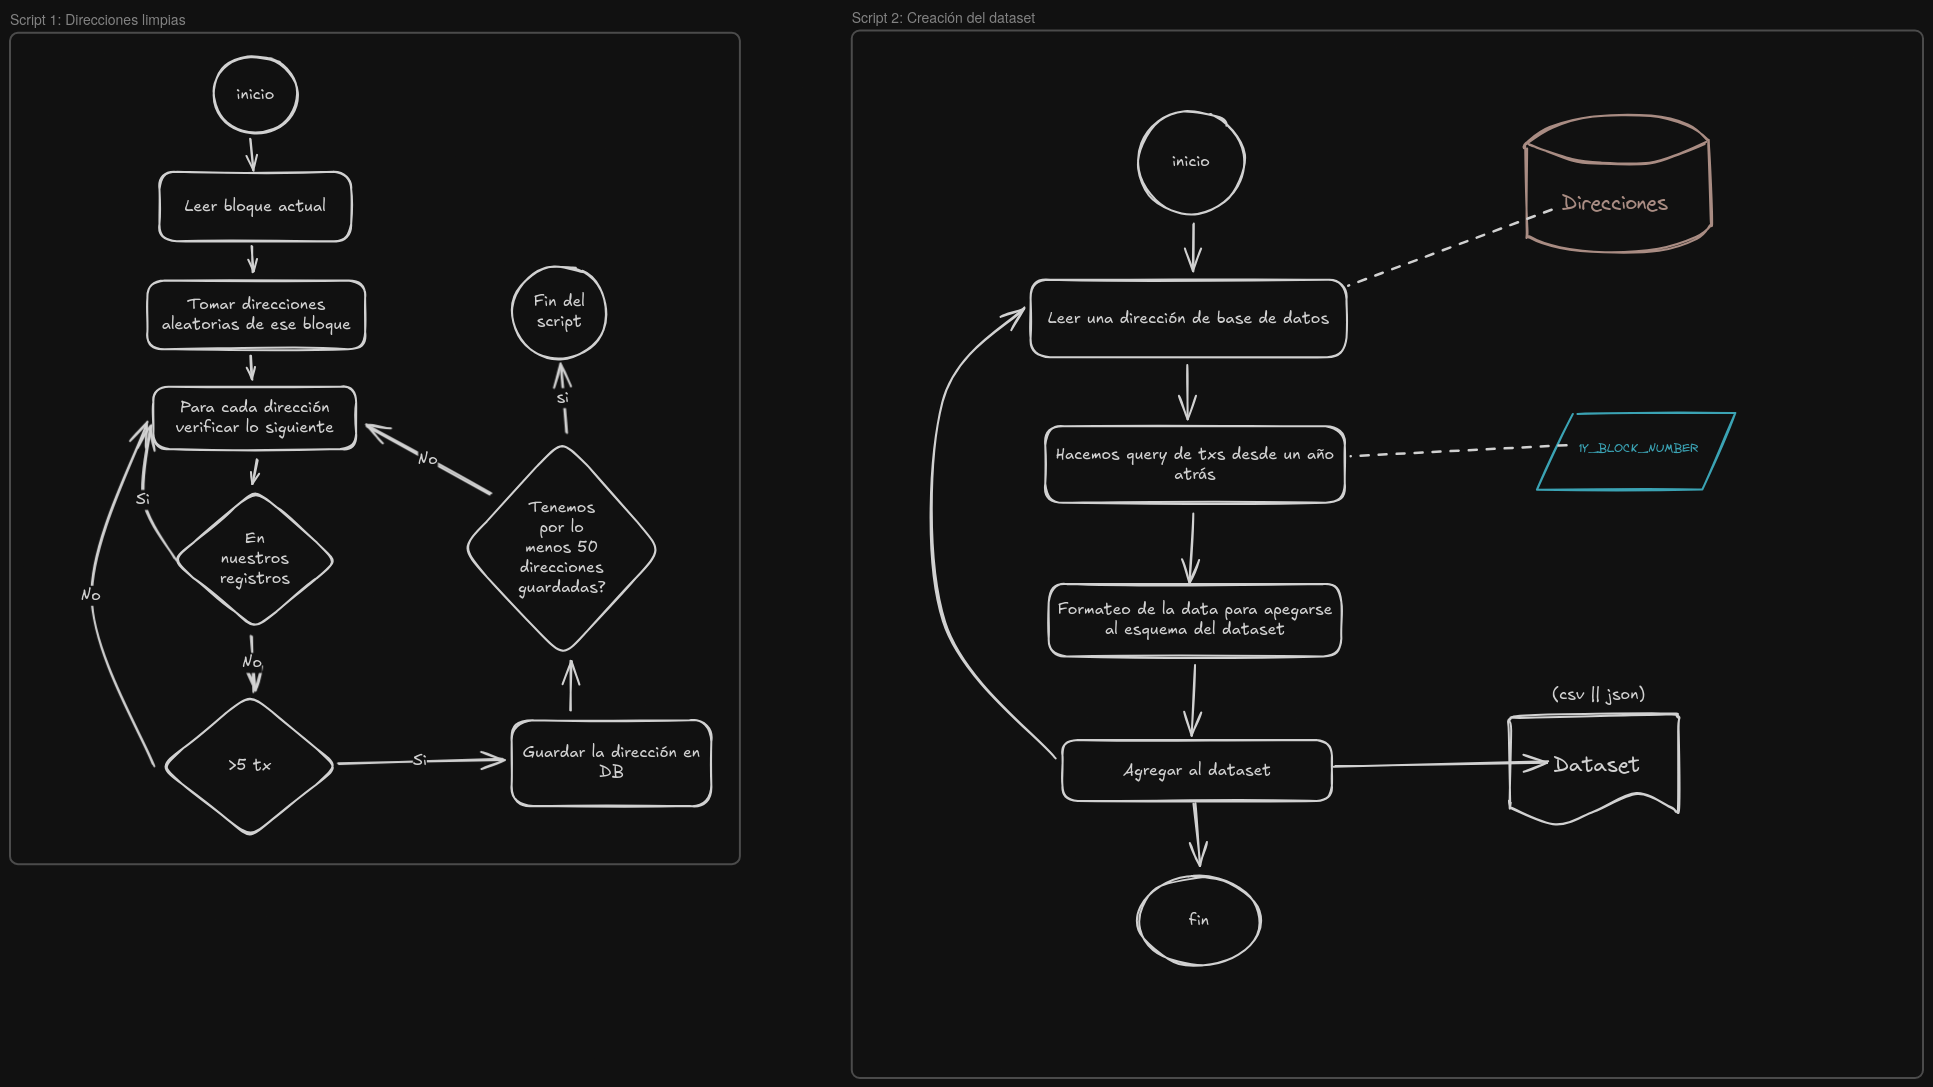 Script 1: Direcciones limpias
inicio
Leer bloque actual
Tomar direcciones
aleatorias de ese bloque
Para cada dirección
verificar lo siguiente
Si
En
nuestros
registros
No
No
>5 tx
Si
Guardar la dirección en
DB
Tenemos
por lo
menos 50
direcciones
guardadas?
No
si
Fin del
script
Script 2: Creación del dataset
inicio
Direcciones
Leer una dirección de base de datos
Hacemos query de txs desde un año
atrás
1Y_BLOCK_NUMBER
Formateo de la data para apegarse
al esquema del dataset
Agregar al dataset
(csv || json)
Dataset
fin